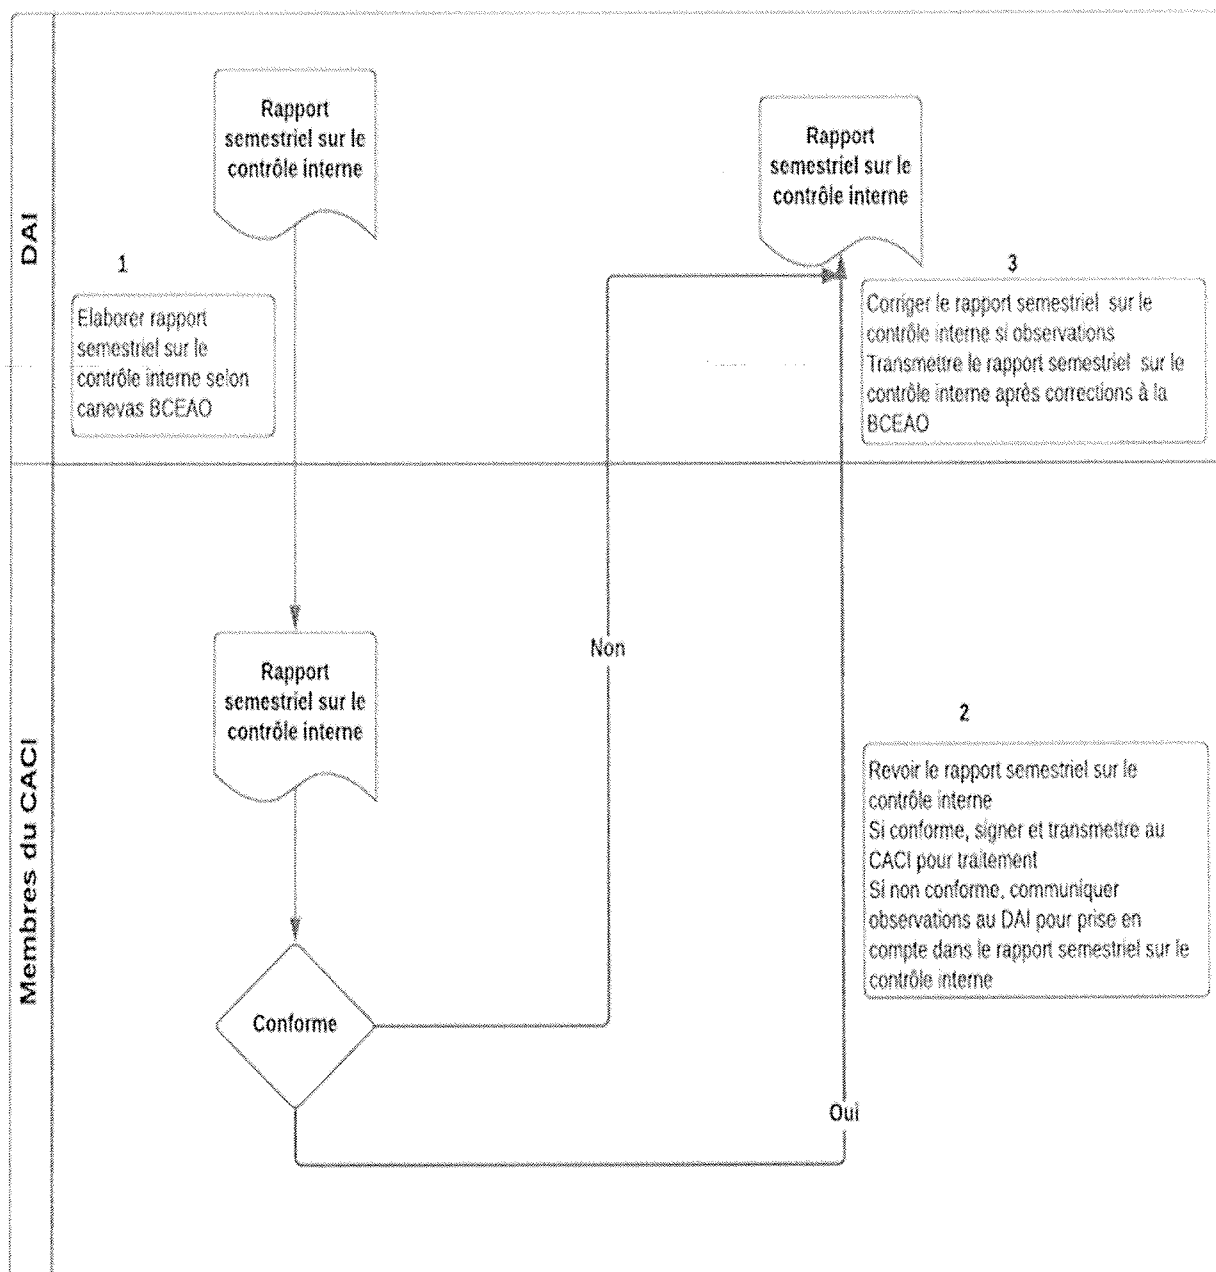 DAI
Rapport
semestriel sur le
contrôle interne
Rapport
semestriel sur le
contrôle interne
1
Elaborer rapport
semestriel sur le
contrôle interne selon
canevas BCEAO
3
Corriger le rapport semestriel sur le
contrôle interne si observations
Transmettre le rapport semestriel sur le
contrôle interne après corrections à la
BCEAO
Membres du CACI
Rapport
semestriel sur le
contrôle interne
Non
2
Revoir le rapport semestriel sur le
contrôle interne
Si conforme, signer et transmettre au
CACI pour traitement
Si non conforme, communiquer
observations au DAI pour prise en
compte dans le rapport semestriel sur le
contrôle interne
Conforme
Oui